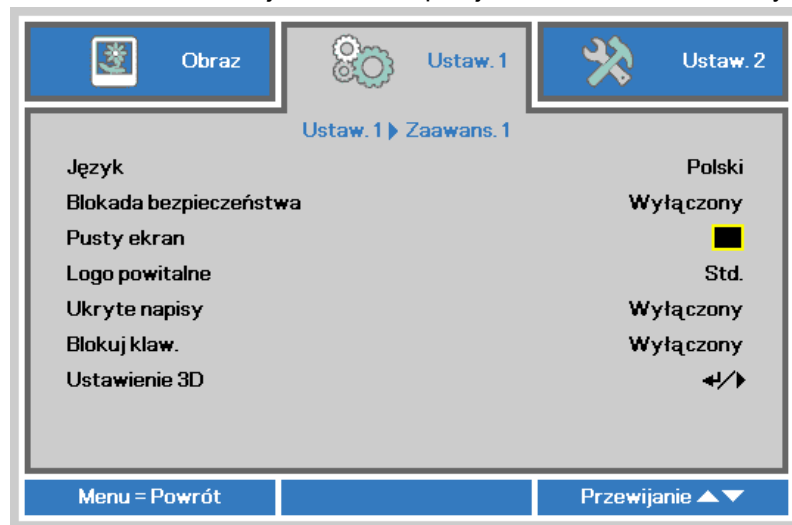 Obraz
Ustaw. 1
Ustaw. 2
Ustaw. 1 Zaawans. 1
Język Polski
Blokada bezpieczeństwa Wyłączony
Pusty ekran
Logo powitalne Std.
Ukryte napisy Wyłączony
Blokuj klaw. Wyłączony
Ustawienie 3D ↵/▶
Menu = Powrót
Przewijanie ▲▼